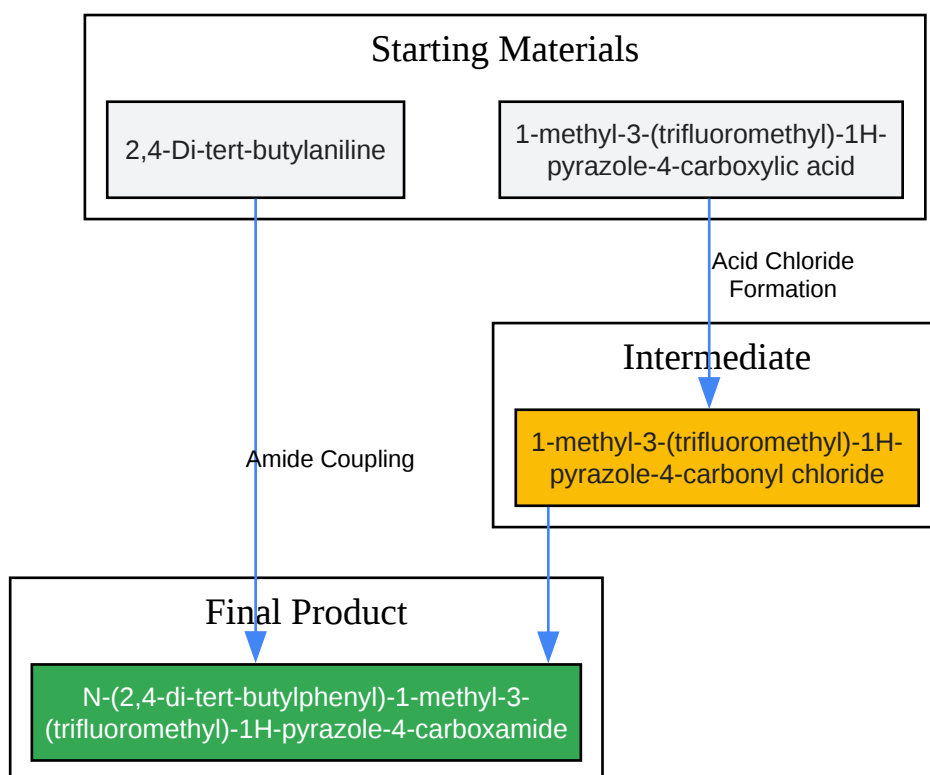 Starting Materials
2,4-Di-tert-butylaniline
1-methyl-3-(trifluoromethyl)-1H-
pyrazole-4-carboxylic acid
Acid Chloride
Formation
Intermediate
1-methyl-3-(trifluoromethyl)-1H-
pyrazole-4-carbonyl chloride
Amide Coupling
Final Product
N-(2,4-di-tert-butylphenyl)-1-methyl-3-
(trifluoromethyl)-1H-pyrazole-4-carboxamide